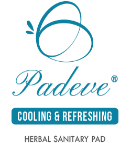 Padeve®
COOLING & REFRESHING
HERBAL SANITARY PAD